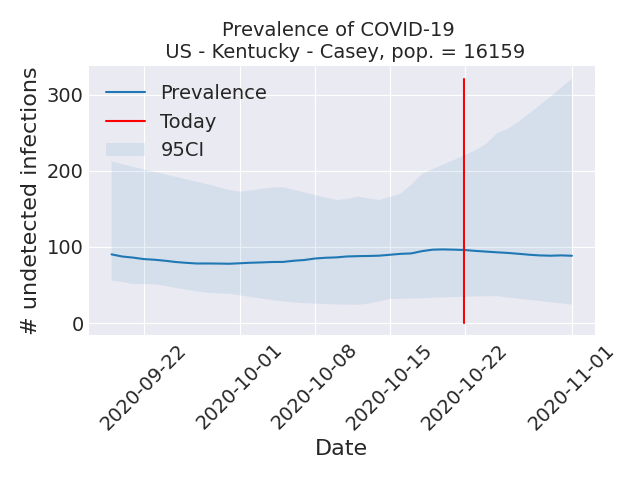 Prevalence of COVID-19
US - Kentucky - Casey, pop. = 16159
# undetected infections
300
200
100
0
Prevalence
Today
95CI
2020-09-22
2020-10-01
2020-10-08
2020-10-15
2020-10-22
2020-11-01
Date